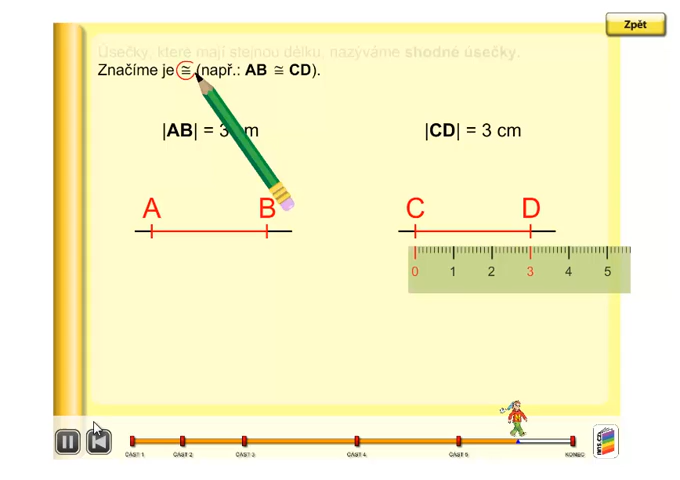 Zpět
Úsečky, které mají stejnou délku, nazýváme shodné úsečky.
Značíme je ≅ (např.: AB ≅ CD).
|AB| = 3 cm
|CD| = 3 cm
A B C D
0 1 2 3 4 5
ČÁST 1 ČÁST 2 ČÁST 3 ČÁST 4 ČÁST 5 KONEC